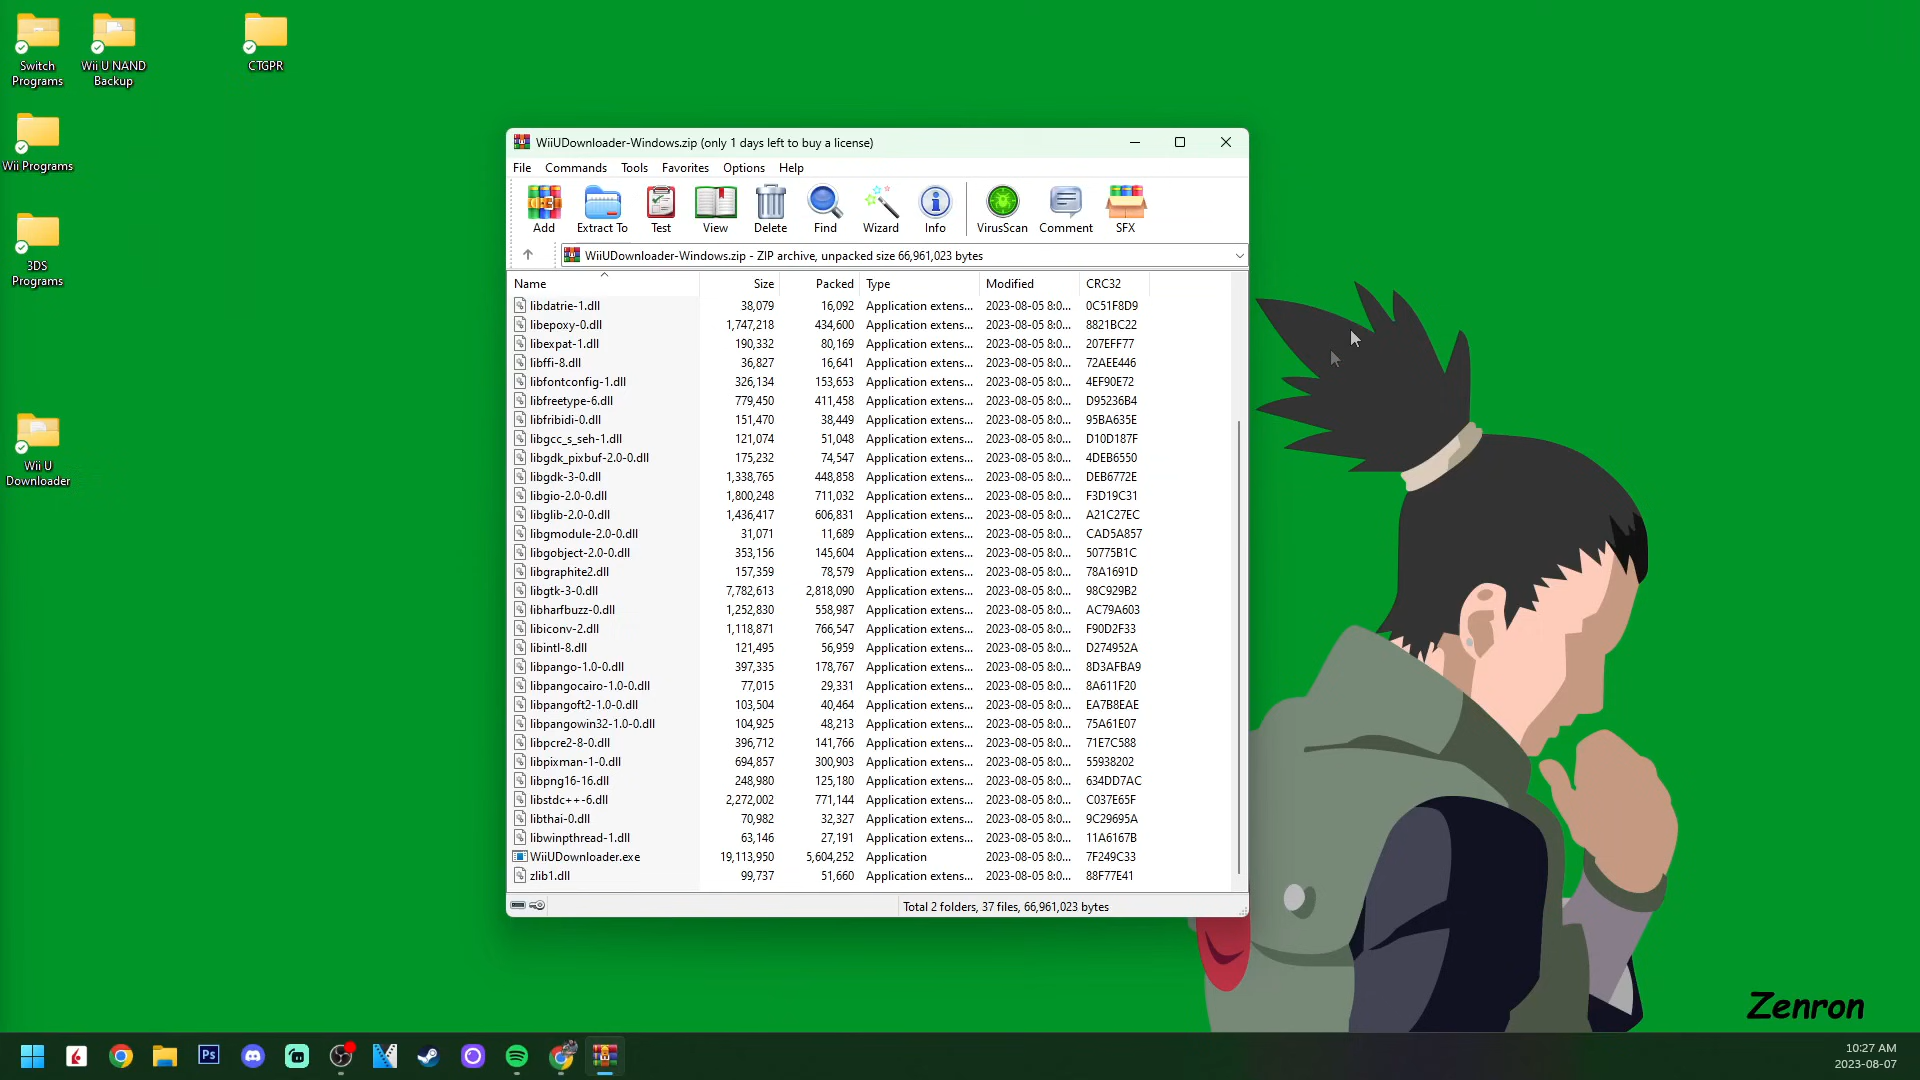 Switch
Programs
Wii U NAND
Backup
CTGPR
Wii Programs
3DS
Programs
Wii U
Downloader
WiiUDownloader-Windows.zip (only 1 days left to buy a license)
File Commands Tools Favorites Options Help
Add Extract To Test View Delete Find Wizard Info VirusScan Comment SFX
WiiUDownloader-Windows.zip - ZIP archive, unpacked size 66,961,023 bytes
Name Size Packed Type Modified CRC32
libdatrie-1.dll 38,079 16,092 Application extens... 2023-08-05 8:0... 0C51F8D9
libepoxy-0.dll 1,747,218 434,600 Application extens... 2023-08-05 8:0... 8821BC22
libexpat-1.dll 190,332 80,169 Application extens... 2023-08-05 8:0... 207EFF77
libffi-8.dll 36,827 16,641 Application extens... 2023-08-05 8:0... 72AEE446
libfontconfig-1.dll 326,134 153,653 Application extens... 2023-08-05 8:0... 4EF90E72
libfreetype-6.dll 779,450 411,458 Application extens... 2023-08-05 8:0... D95236B4
libfribidi-0.dll 151,470 38,449 Application extens... 2023-08-05 8:0... 95BA635E
libgcc_s_seh-1.dll 121,074 51,048 Application extens... 2023-08-05 8:0... D10D187F
libgdk_pixbuf-2.0-0.dll 175,232 74,547 Application extens... 2023-08-05 8:0... 4DEB6550
libgdk-3-0.dll 1,338,765 448,858 Application extens... 2023-08-05 8:0... DEB6772E
libgio-2.0-0.dll 1,800,248 711,032 Application extens... 2023-08-05 8:0... F3D19C31
libglib-2.0-0.dll 1,436,417 606,831 Application extens... 2023-08-05 8:0... A21C27EC
libgmodule-2.0-0.dll 31,071 11,689 Application extens... 2023-08-05 8:0... CAD5A857
libgobject-2.0-0.dll 353,156 145,604 Application extens... 2023-08-05 8:0... 50775B1C
libgraphite2.dll 157,359 78,579 Application extens... 2023-08-05 8:0... 78A1691D
libgtk-3-0.dll 7,782,613 2,818,090 Application extens... 2023-08-05 8:0... 98C929B2
libharfbuzz-0.dll 1,252,830 558,987 Application extens... 2023-08-05 8:0... AC79A603
libiconv-2.dll 1,118,871 766,547 Application extens... 2023-08-05 8:0... F90D2F33
libintl-8.dll 121,495 56,959 Application extens... 2023-08-05 8:0... D274952A
libpango-1.0-0.dll 397,335 178,767 Application extens... 2023-08-05 8:0... 8D3AFBA9
libpangocairo-1.0-0.dll 77,015 29,331 Application extens... 2023-08-05 8:0... 8A611F20
libpangoft2-1.0-0.dll 103,504 40,464 Application extens... 2023-08-05 8:0... EA7B8EAE
libpangowin32-1.0-0.dll 104,925 48,213 Application extens... 2023-08-05 8:0... 75A61E07
libpcre2-8-0.dll 396,712 141,766 Application extens... 2023-08-05 8:0... 71E7C588
libpixman-1-0.dll 694,857 300,903 Application extens... 2023-08-05 8:0... 55938202
libpng16-16.dll 248,980 125,180 Application extens... 2023-08-05 8:0... 634DD7AC
libstdc++-6.dll 2,272,002 771,144 Application extens... 2023-08-05 8:0... C037E65F
libthai-0.dll 70,982 32,327 Application extens... 2023-08-05 8:0... 9C29695A
libwinpthread-1.dll 63,146 27,191 Application extens... 2023-08-05 8:0... 11A6167B
WiiUDownloader.exe 19,113,950 5,604,252 Application 2023-08-05 8:0... 7F249C33
zlib1.dll 99,737 51,660 Application extens... 2023-08-05 8:0... 88F77E41
Total 2 folders, 37 files, 66,961,023 bytes
Zenron
Ps
10:27 AM
2023-08-07